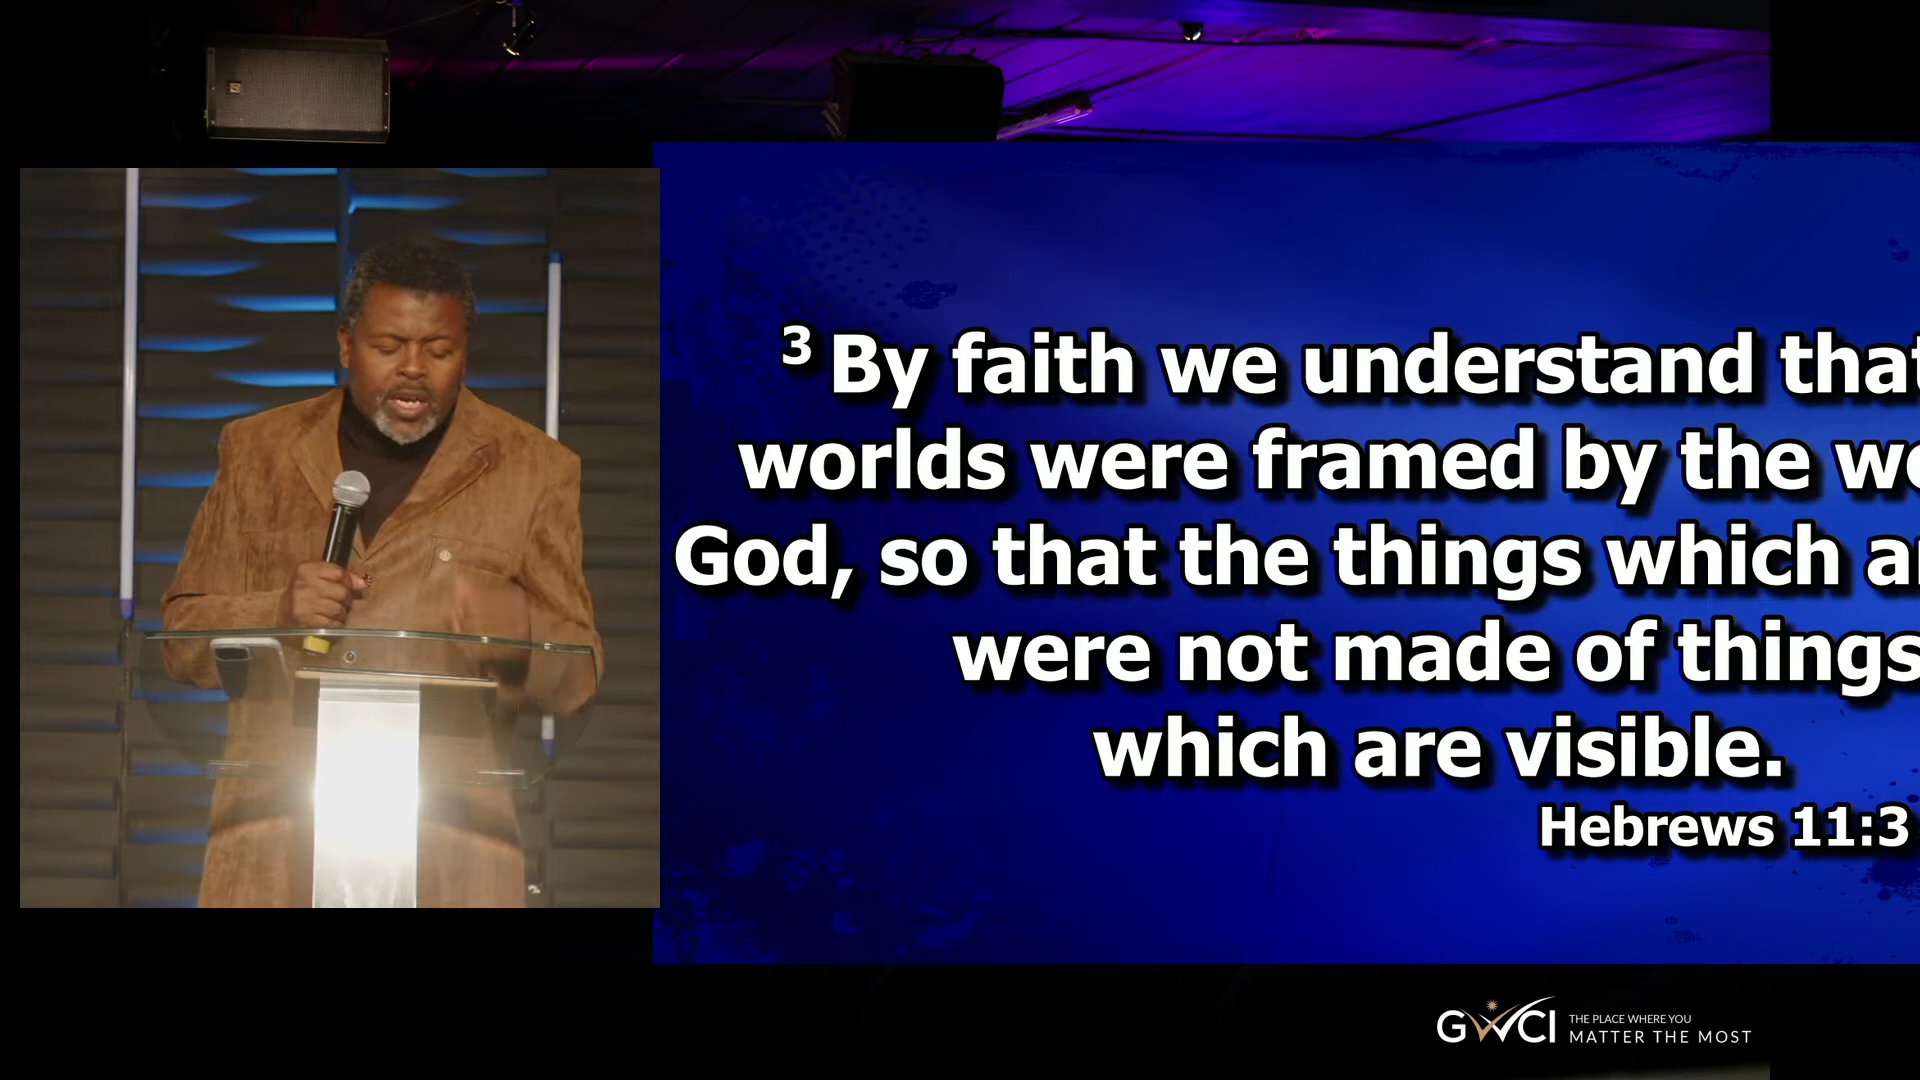 3 By faith we understand that
worlds were framed by the
God, so that the things which
were not made of things
which are visible.
Hebrews 11:3
GWCI
THE PLACE WHERE YOU
MATTER THE MOST